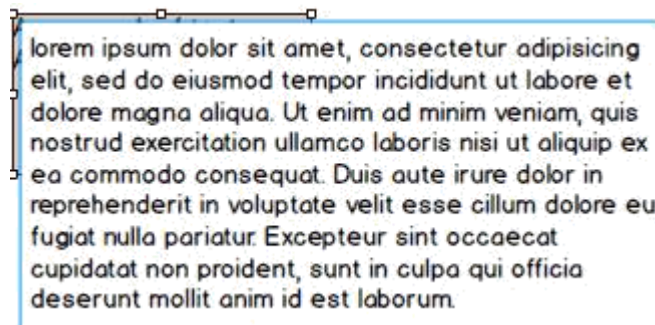 lorem ipsum dolor sit amet, consectetur adipisicing
elit, sed do eiusmod tempor incididunt ut labore et
dolore magna aliqua. Ut enim ad minim veniam, quis
nostrud exercitation ullamco laboris nisi ut aliquip ex
ea commodo consequat. Duis aute irure dolor in
reprehenderit in voluptate velit esse cillum dolore eu
fugiat nulla pariatur. Excepteur sint occaecat
cupidatat non proident, sunt in culpa qui officia
deserunt mollit anim id est laborum.